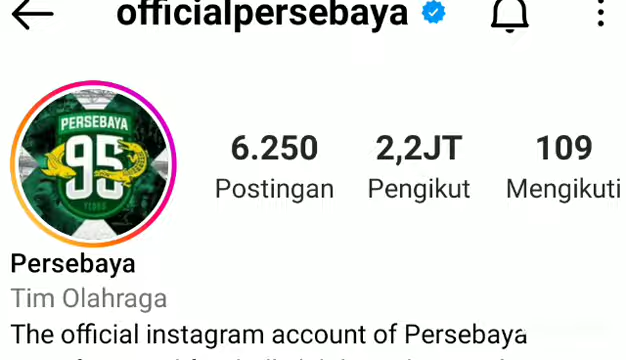 officialpersebaya
PERSEBAYA
95
YEARS
6.250 2,2JT 109
Postingan Pengikut Mengikuti
Persebaya
Tim Olahraga
The official instagram account of Persebaya